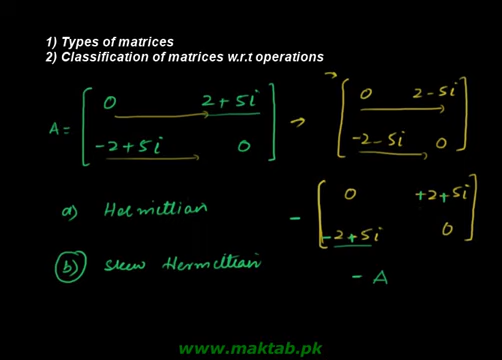 1) Types of matrices
2) Classification of matrices w.r.t operations
A = [ 0 2+5i
-2+5i 0 ]
→ [ 0 2-5i
-2-5i 0 ]
- [ 0 +2+5i
-2+5i 0 ]
- A
a) Hermittian
b) Skew Hermettian
www.maktab.pk